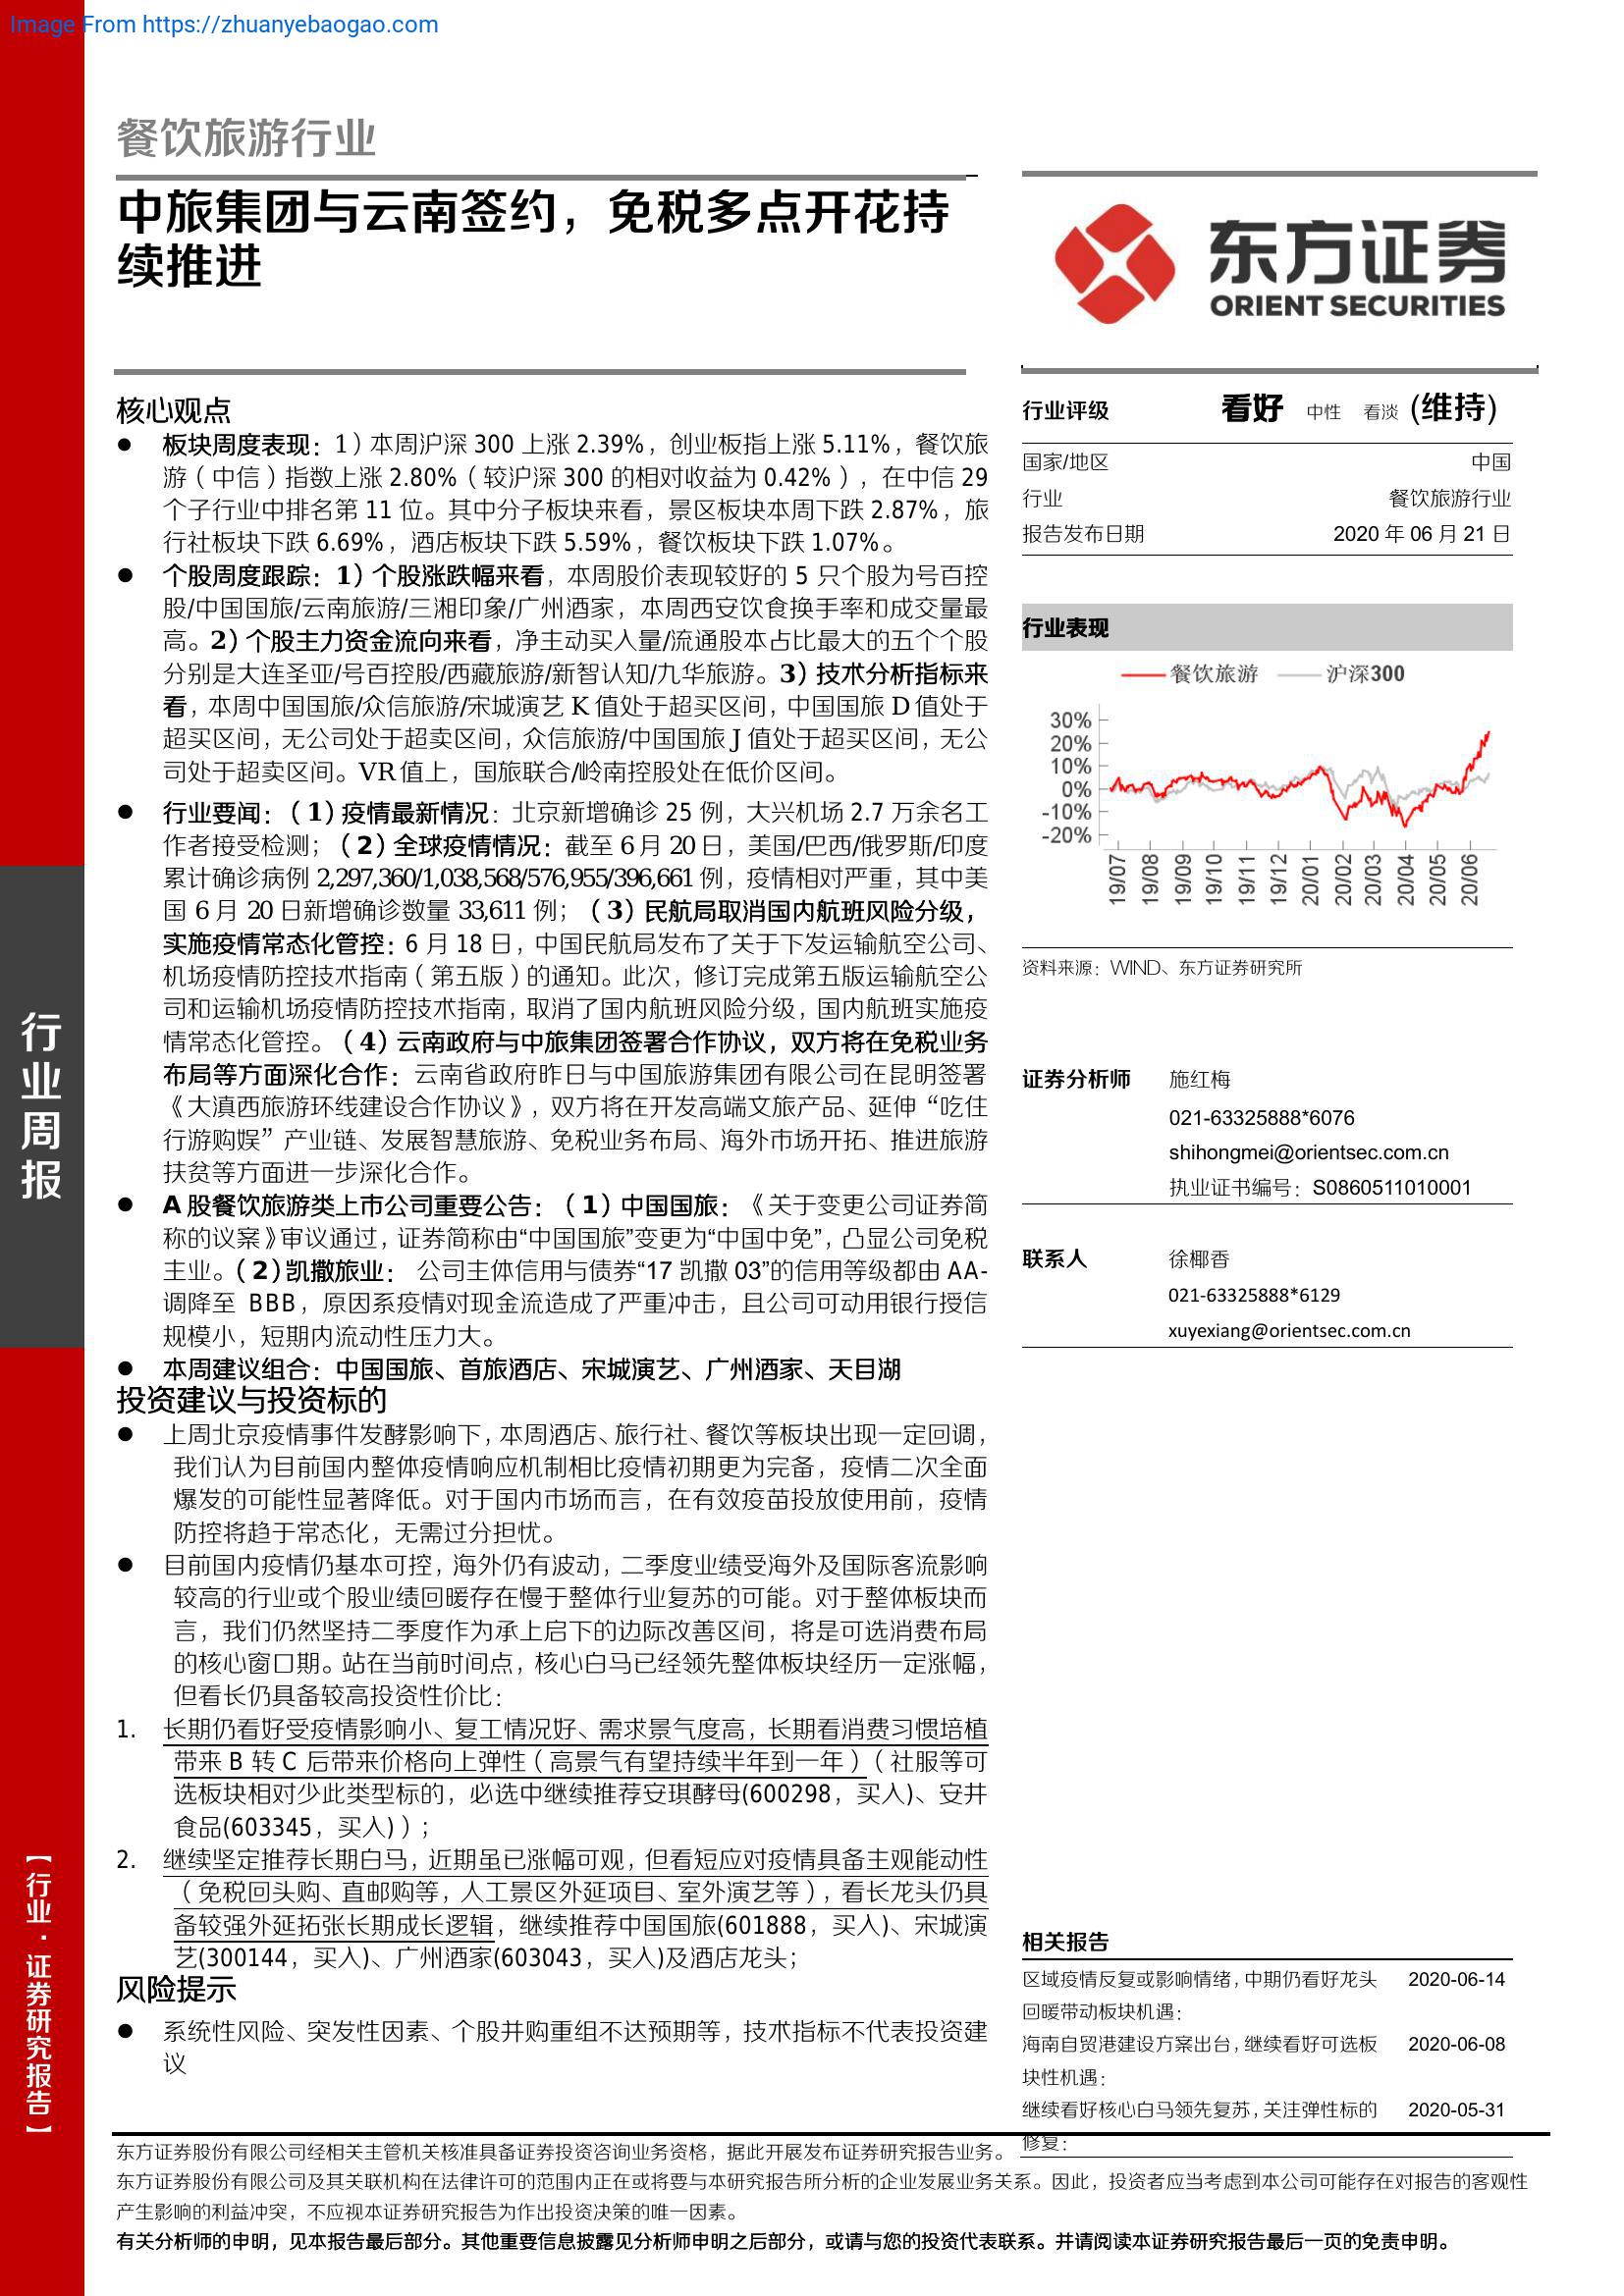 Image From https://zhuanyebaogao.com
餐饮旅游行业
中旅集团与云南签约，免税多点开花持
续推进
东方证券
ORIENT SECURITIES
核心观点
● 板块周度表现：1）本周沪深 300 上涨 2.39%，创业板指上涨 5.11%，餐饮旅
游（中信）指数上涨 2.80%（较沪深 300 的相对收益为 0.42%），在中信 29
个子行业中排名第 11 位。其中分子板块来看，景区板块本周下跌 2.87%，旅
行社板块下跌 6.69%，酒店板块下跌 5.59%，餐饮板块下跌 1.07%。
● 个股周度跟踪：1）个股涨跌幅来看，本周股价表现较好的 5 只个股为号百控
股/中国国旅/云南旅游/三湘印象/广州酒家，本周西安饮食换手率和成交量最
高。2）个股主力资金流向来看，净主动买入量/流通股本占比最大的五个个股
分别是大连圣亚/号百控股/西藏旅游/新智认知/九华旅游。3）技术分析指标来
看，本周中国国旅/众信旅游/宋城演艺 K 值处于超买区间，中国国旅 D 值处于
超买区间，无公司处于超卖区间，众信旅游/中国国旅 J 值处于超买区间，无公
司处于超卖区间。VR 值上，国旅联合/岭南控股处在低价区间。
● 行业要闻：（1）疫情最新情况：北京新增确诊 25 例，大兴机场 2.7 万余名工
作者接受检测；（2）全球疫情情况：截至 6 月 20 日，美国/巴西/俄罗斯/印度
累计确诊病例 2,297,360/1,038,568/576,955/396,661 例，疫情相对严重，其中美
国 6 月 20 日新增确诊数量 33,611 例；（3）民航局取消国内航班风险分级，
实施疫情常态化管控：6 月 18 日，中国民航局发布了关于下发运输航空公司、
机场疫情防控技术指南（第五版）的通知。此次，修订完成第五版运输航空公
司和运输机场疫情防控技术指南，取消了国内航班风险分级，国内航班实施疫
情常态化管控。（4）云南政府与中旅集团签署合作协议，双方将在免税业务
布局等方面深化合作：云南省政府昨日与中国旅游集团有限公司在昆明签署
《大滇西旅游环线建设合作协议》，双方将在开发高端文旅产品、延伸“吃住
行游购娱”产业链、发展智慧旅游、免税业务布局、海外市场开拓、推进旅游
扶贫等方面进一步深化合作。
● A 股餐饮旅游类上市公司重要公告：（1）中国国旅：《关于变更公司证券简
称的议案》审议通过，证券简称由“中国国旅”变更为“中国中免”，凸显公司免税
主业。（2）凯撒旅业： 公司主体信用与债券“17 凯撒 03”的信用等级都由 AA-
调降至 BBB，原因系疫情对现金流造成了严重冲击，且公司可动用银行授信
规模小，短期内流动性压力大。
● 本周建议组合：中国国旅、首旅酒店、宋城演艺、广州酒家、天目湖
投资建议与投资标的
● 上周北京疫情事件发酵影响下，本周酒店、旅行社、餐饮等板块出现一定回调，
我们认为目前国内整体疫情响应机制相比疫情初期更为完备，疫情二次全面
爆发的可能性显著降低。对于国内市场而言，在有效疫苗投放使用前，疫情
防控将趋于常态化，无需过分担忧。
● 目前国内疫情仍基本可控，海外仍有波动，二季度业绩受海外及国际客流影响
较高的行业或个股业绩回暖存在慢于整体行业复苏的可能。对于整体板块而
言，我们仍然坚持二季度作为承上启下的边际改善区间，将是可选消费布局
的核心窗口期。站在当前时间点，核心白马已经领先整体板块经历一定涨幅，
但看长仍具备较高投资性价比：
1. 长期仍看好受疫情影响小、复工情况好、需求景气度高，长期看消费习惯培植
带来 B 转 C 后带来价格向上弹性（高景气有望持续半年到一年）（社服等可
选板块相对少此类型标的，必选中继续推荐安琪酵母(600298，买入)、安井
食品(603345，买入)）；
2. 继续坚定推荐长期白马，近期虽已涨幅可观，但看短应对疫情具备主观能动性
（免税回头购、直邮购等，人工景区外延项目、室外演艺等），看长龙头仍具
备较强外延拓张长期成长逻辑，继续推荐中国国旅(601888，买入)、宋城演
艺(300144，买入)、广州酒家(603043，买入)及酒店龙头；
风险提示
● 系统性风险、突发性因素、个股并购重组不达预期等，技术指标不代表投资建
议
行业评级 看好 中性 看淡 (维持)
国家/地区 中国
行业 餐饮旅游行业
报告发布日期 2020 年 06 月 21 日
行业表现
餐饮旅游 沪深300
30%
20%
10%
0%
-10%
-20%
19/07 19/08 19/09 19/10 19/11 19/12 20/01 20/02 20/03 20/04 20/05 20/06
资料来源：WIND、东方证券研究所
证券分析师 施红梅
021-63325888*6076
shihongmei@orientsec.com.cn
执业证书编号：S0860511010001
联系人 徐椰香
021-63325888*6129
xuyexiang@orientsec.com.cn
相关报告
区域疫情反复或影响情绪，中期仍看好龙头 2020-06-14
回暖带动板块机遇：
海南自贸港建设方案出台，继续看好可选板 2020-06-08
块性机遇：
继续看好核心白马领先复苏，关注弹性标的 2020-05-31
修复：
行业周报
【行业·证券研究报告】
东方证券股份有限公司经相关主管机关核准具备证券投资咨询业务资格，据此开展发布证券研究报告业务。
东方证券股份有限公司及其关联机构在法律许可的范围内正在或将要与本研究报告所分析的企业发展业务关系。因此，投资者应当考虑到本公司可能存在对报告的客观性
产生影响的利益冲突，不应视本证券研究报告为作出投资决策的唯一因素。
有关分析师的申明，见本报告最后部分。其他重要信息披露见分析师申明之后部分，或请与您的投资代表联系。并请阅读本证券研究报告最后一页的免责申明。